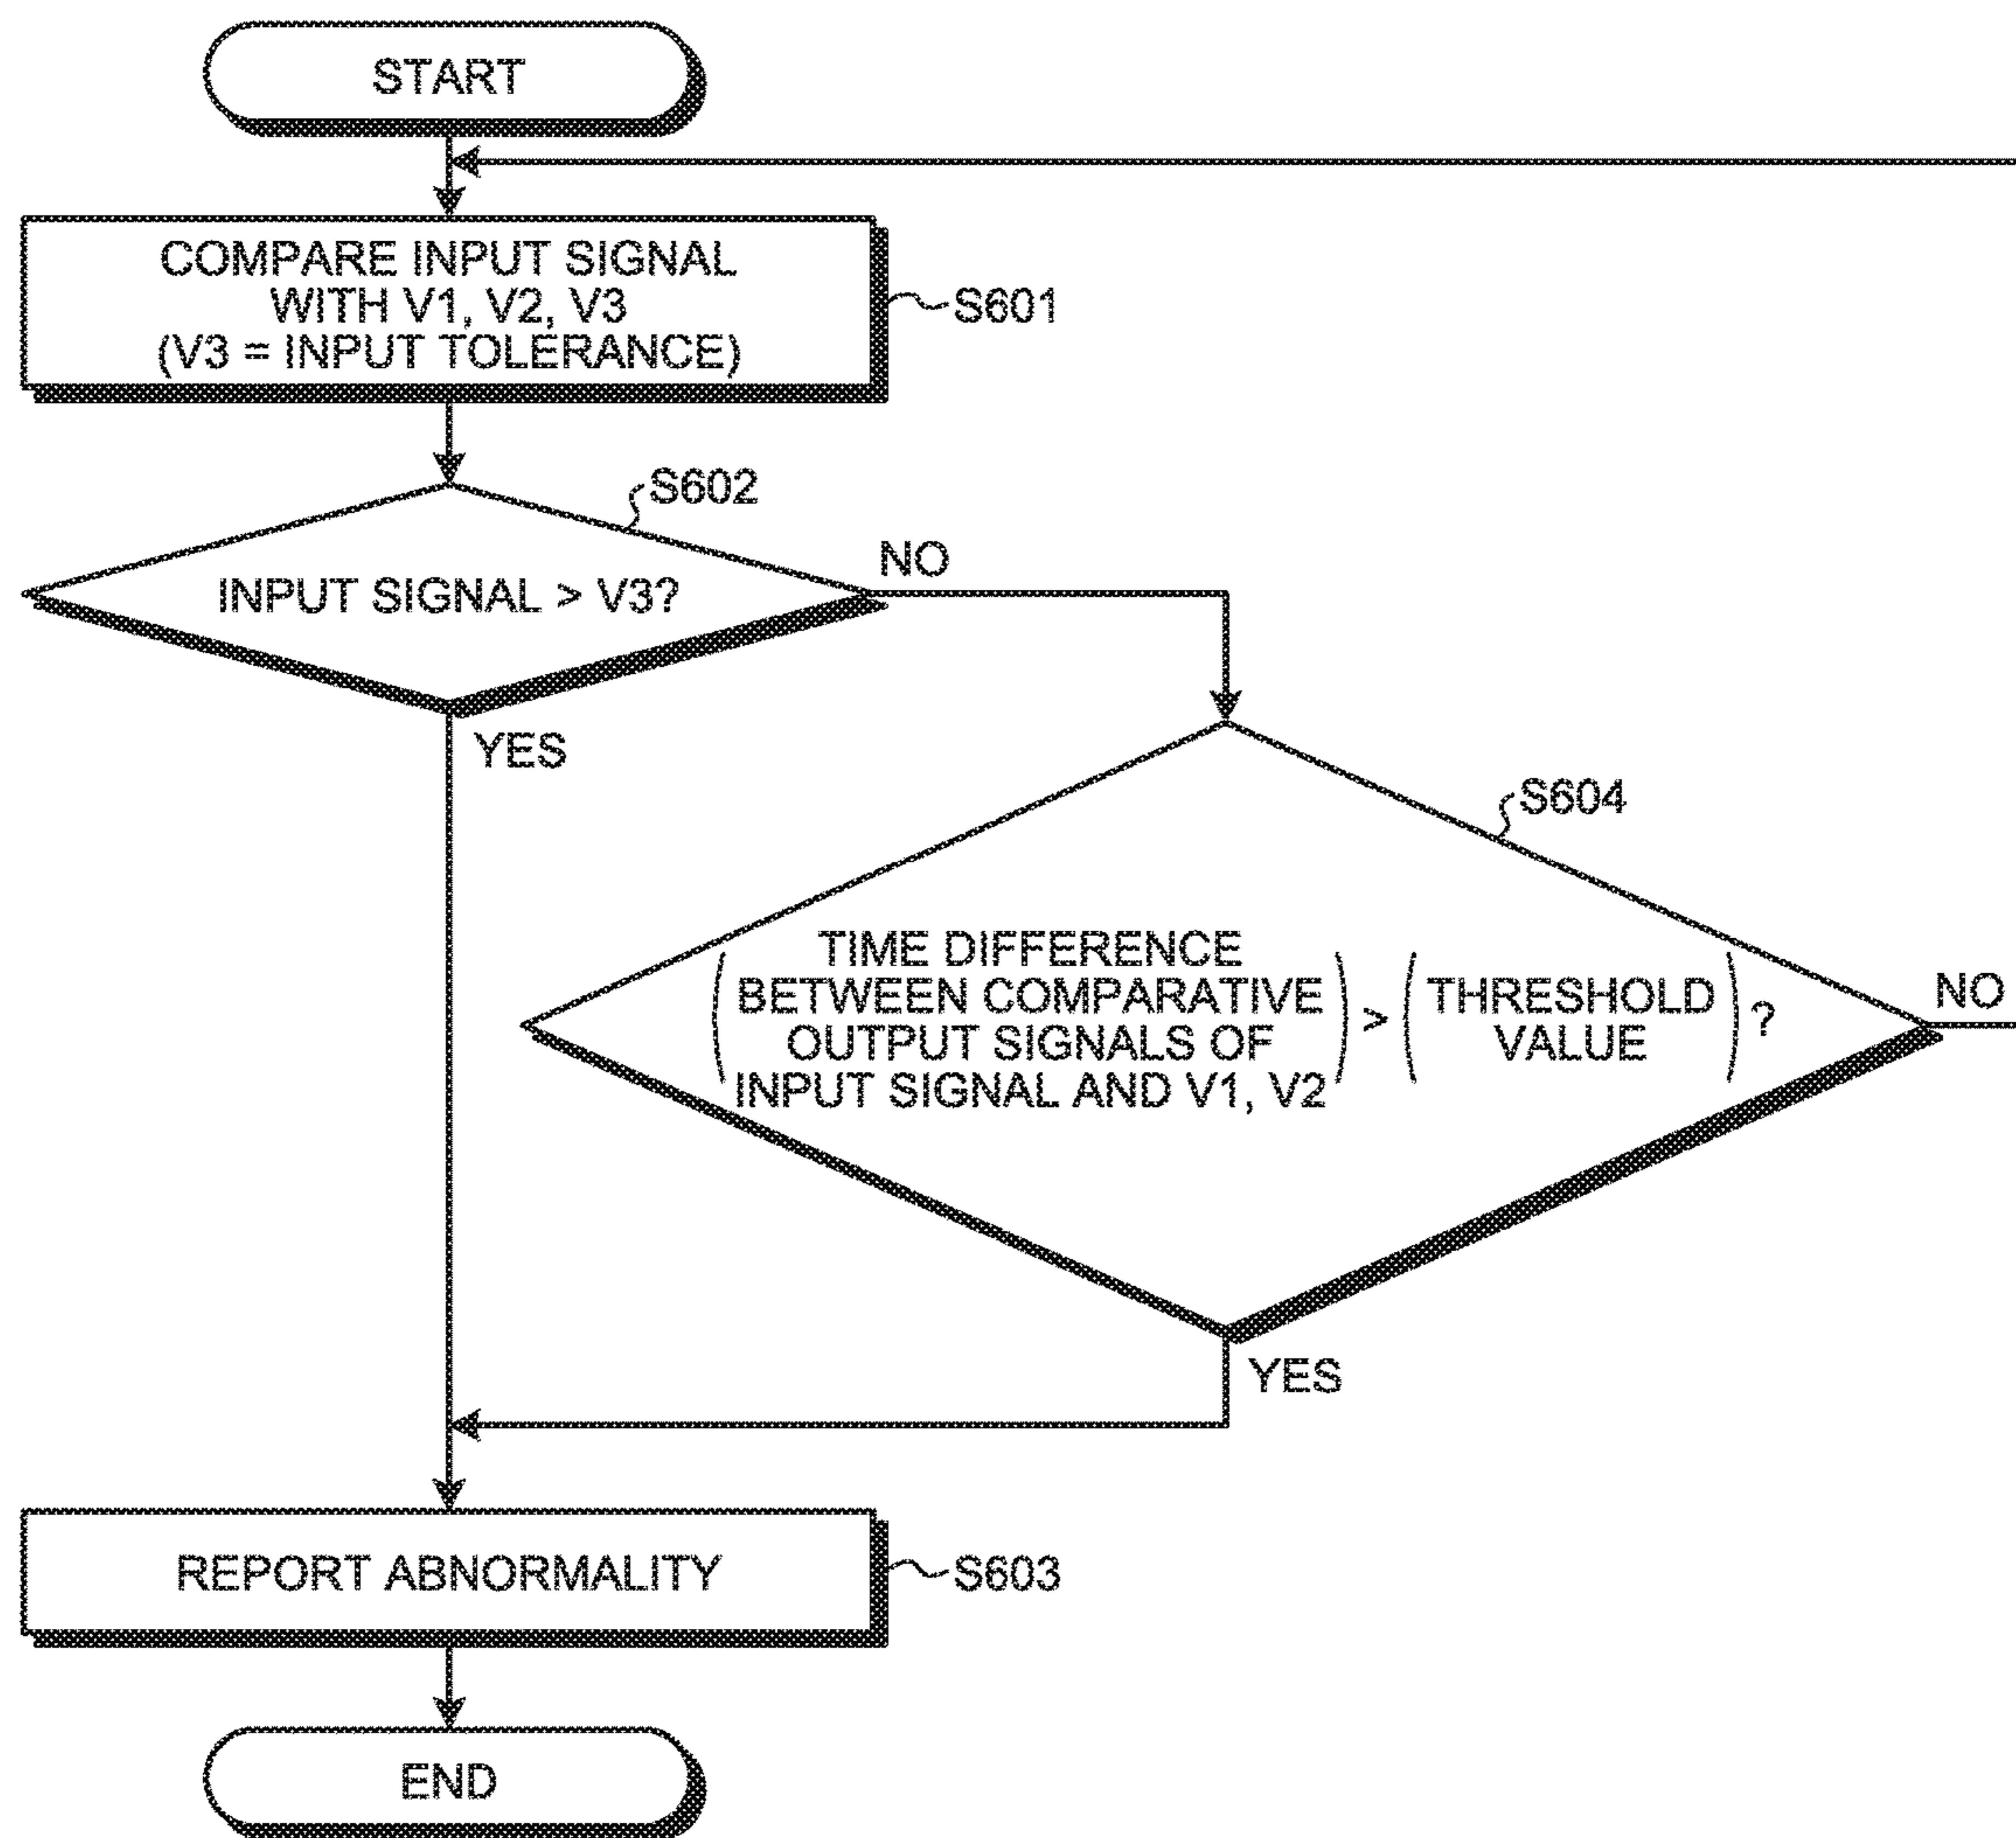 START
COMPARE INPUT SIGNAL
WITH V1, V2, V3
(V3 = INPUT TOLERANCE)
S601
S602
INPUT SIGNAL > V3?
NO
YES
S604
TIME DIFFERENCE
BETWEEN COMPARATIVE
OUTPUT SIGNALS OF
INPUT SIGNAL AND V1, V2
>
THRESHOLD
VALUE
?
NO
YES
REPORT ABNORMALITY
S603
END